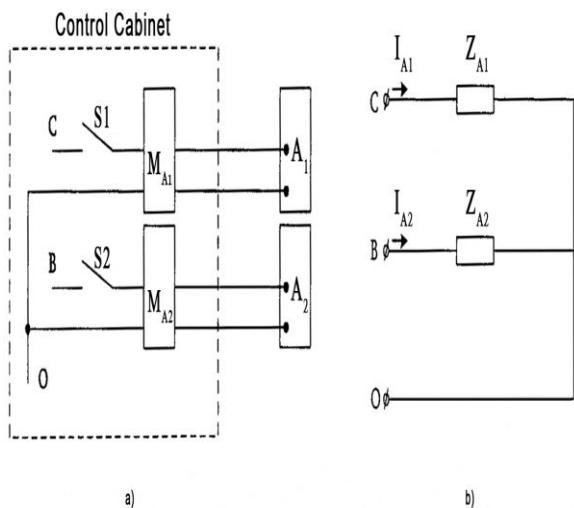 Control Cabinet
C
S1
M_A1
A_1
B
S2
M_A2
A_2
O
a)
I_A1
Z_A1
C
I_A2
Z_A2
B
O
b)